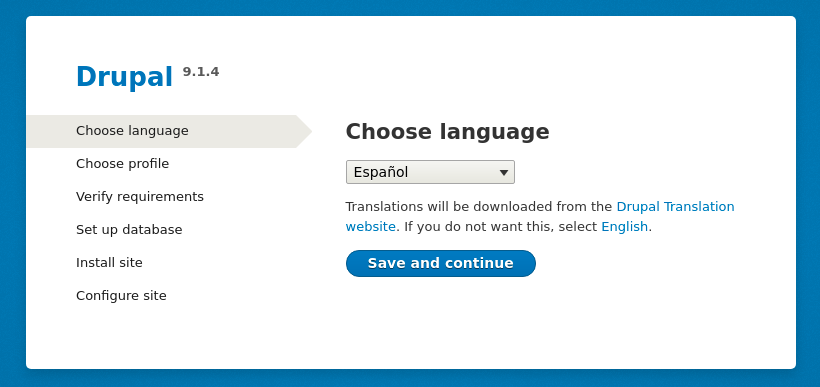 Drupal 9.1.4
Choose language
Choose profile
Verify requirements
Set up database
Install site
Configure site
Choose language
Español
Translations will be downloaded from the Drupal Translation
website. If you do not want this, select English.
Save and continue